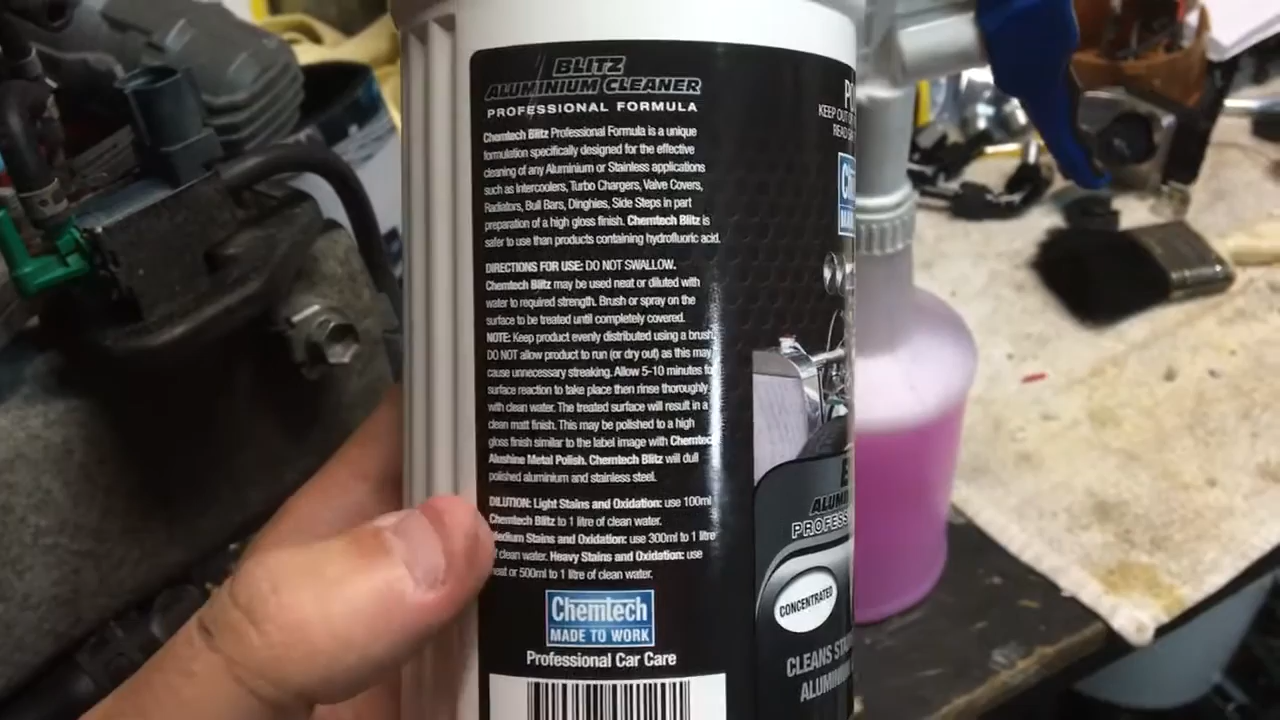 BLITZ
ALUMINIUM CLEANER
PROFESSIONAL FORMULA
Chemtech Blitz Professional Formula is a unique
formulation specifically designed for the effective
cleaning of any Aluminium or Stainless applications
such as Intercoolers, Turbo Chargers, Valve Covers,
Radiators, Bull Bars, Dinghies, Side Steps in part
preparation of a high gloss finish. Chemtech Blitz is
safer to use than products containing hydrofluoric acid.
DIRECTIONS FOR USE: DO NOT SWALLOW.
Chemtech Blitz may be used neat or diluted with
water to required strength. Brush or spray on the
surface to be treated until completely covered.
NOTE: Keep product evenly distributed using a brush.
DO NOT allow product to run (or dry out) as this may
cause unnecessary streaking. Allow 5-10 minutes for
surface reaction to take place then rinse thoroughly
with clean water. The treated surface will result in a
clean matt finish. This may be polished to a high
gloss finish similar to the label image with Chemtec
Alushine Metal Polish. Chemtech Blitz will dull
polished aluminium and stainless steel.
DILUTION: Light Stains and Oxidation: use 100ml
Chemtech Blitz to 1 litre of clean water.
Medium Stains and Oxidation: use 300ml to 1 litre
of clean water. Heavy Stains and Oxidation: use
neat or 500ml to 1 litre of clean water.
Chemtech
MADE TO WORK
Professional Car Care
PO
KEEP OUT O
READ SA
ALUMIN
PROFESS
CONCENTRATED
CLEANS STA
ALUMIN